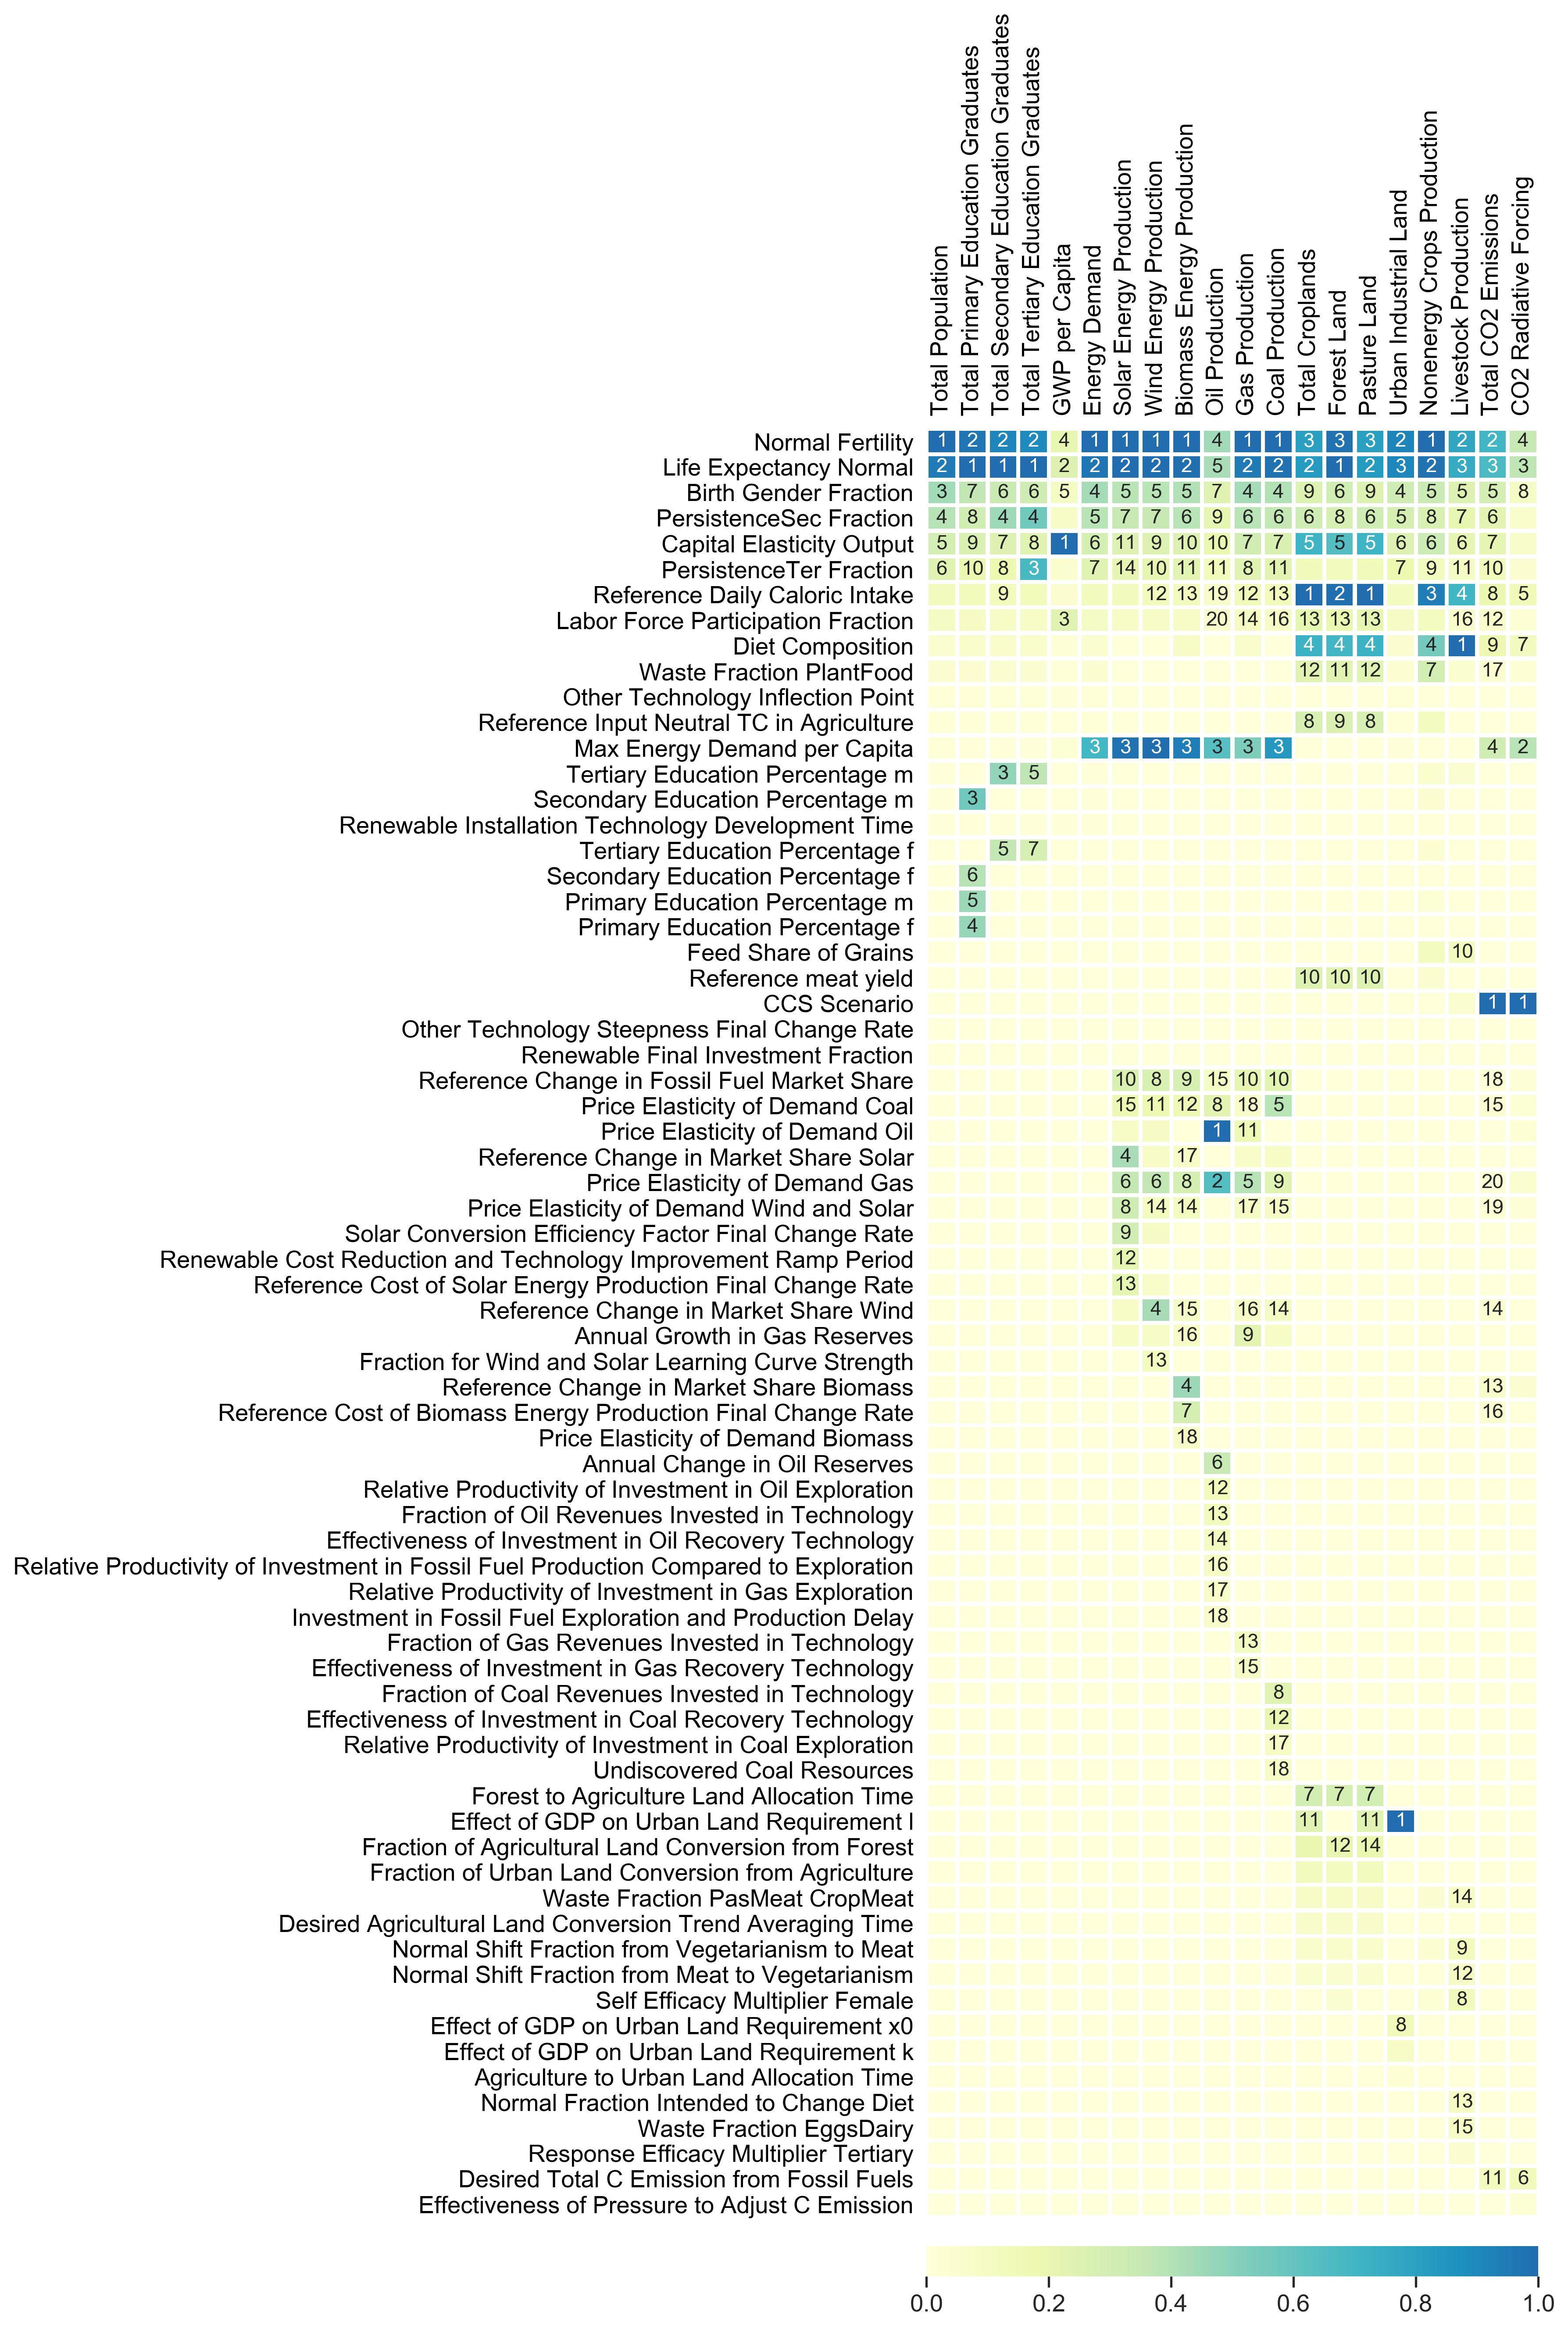 Total Population
Total Primary Education Graduates
Total Secondary Education Graduates
Total Tertiary Education Graduates
GWP per Capita
Energy Demand
Solar Energy Production
Wind Energy Production
Biomass Energy Production
Oil Production
Gas Production
Coal Production
Total Croplands
Forest Land
Pasture Land
Urban Industrial Land
Nonenergy Crops Production
Livestock Production
Total CO2 Emissions
CO2 Radiative Forcing
Normal Fertility 1 2 2 2 4 1 1 1 1 4 1 1 3 3 3 2 1 2 2 4
Life Expectancy Normal 2 1 1 1 2 2 2 2 2 5 2 2 2 1 2 3 2 3 3 3
Birth Gender Fraction 3 7 6 6 5 4 5 5 5 7 4 4 9 6 9 4 5 5 5 8
PersistenceSec Fraction 4 8 4 4 5 7 7 6 9 6 6 6 8 6 5 8 7 6
Capital Elasticity Output 5 9 7 8 1 6 11 9 10 10 7 7 5 5 5 6 6 6 7
PersistenceTer Fraction 6 10 8 3 7 14 10 11 11 8 11 7 9 11 10
Reference Daily Caloric Intake 9 12 13 19 12 13 1 2 1 3 4 8 5
Labor Force Participation Fraction 3 20 14 16 13 13 13 16 12
Diet Composition 4 4 4 4 1 9 7
Waste Fraction PlantFood 12 11 12 7 17
Other Technology Inflection Point
Reference Input Neutral TC in Agriculture 8 9 8
Max Energy Demand per Capita 3 3 3 3 3 3 3 4 2
Tertiary Education Percentage m 3 5
Secondary Education Percentage m 3
Renewable Installation Technology Development Time
Tertiary Education Percentage f 5 7
Secondary Education Percentage f 6
Primary Education Percentage m 5
Primary Education Percentage f 4
Feed Share of Grains 10
Reference meat yield 10 10 10
CCS Scenario 1 1
Other Technology Steepness Final Change Rate
Renewable Final Investment Fraction
Reference Change in Fossil Fuel Market Share 10 8 9 15 10 10 18
Price Elasticity of Demand Coal 15 11 12 8 18 5 15
Price Elasticity of Demand Oil 1 11
Reference Change in Market Share Solar 4 17
Price Elasticity of Demand Gas 6 6 8 2 5 9 20
Price Elasticity of Demand Wind and Solar 8 14 14 17 15 19
Solar Conversion Efficiency Factor Final Change Rate 9
Renewable Cost Reduction and Technology Improvement Ramp Period 12
Reference Cost of Solar Energy Production Final Change Rate 13
Reference Change in Market Share Wind 4 15 16 14 14
Annual Growth in Gas Reserves 16 9
Fraction for Wind and Solar Learning Curve Strength 13
Reference Change in Market Share Biomass 4 13
Reference Cost of Biomass Energy Production Final Change Rate 7 16
Price Elasticity of Demand Biomass 18
Annual Change in Oil Reserves 6
Relative Productivity of Investment in Oil Exploration 12
Fraction of Oil Revenues Invested in Technology 13
Effectiveness of Investment in Oil Recovery Technology 14
Relative Productivity of Investment in Fossil Fuel Production Compared to Exploration 16
Relative Productivity of Investment in Gas Exploration 17
Investment in Fossil Fuel Exploration and Production Delay 18
Fraction of Gas Revenues Invested in Technology 13
Effectiveness of Investment in Gas Recovery Technology 15
Fraction of Coal Revenues Invested in Technology 8
Effectiveness of Investment in Coal Recovery Technology 12
Relative Productivity of Investment in Coal Exploration 17
Undiscovered Coal Resources 18
Forest to Agriculture Land Allocation Time 7 7 7
Effect of GDP on Urban Land Requirement l 11 11 1
Fraction of Agricultural Land Conversion from Forest 12 14
Fraction of Urban Land Conversion from Agriculture
Waste Fraction PasMeat CropMeat 14
Desired Agricultural Land Conversion Trend Averaging Time
Normal Shift Fraction from Vegetarianism to Meat 9
Normal Shift Fraction from Meat to Vegetarianism 12
Self Efficacy Multiplier Female 8
Effect of GDP on Urban Land Requirement x0 8
Effect of GDP on Urban Land Requirement k
Agriculture to Urban Land Allocation Time
Normal Fraction Intended to Change Diet 13
Waste Fraction EggsDairy 15
Response Efficacy Multiplier Tertiary
Desired Total C Emission from Fossil Fuels 11 6
Effectiveness of Pressure to Adjust C Emission
0.0 0.2 0.4 0.6 0.8 1.0